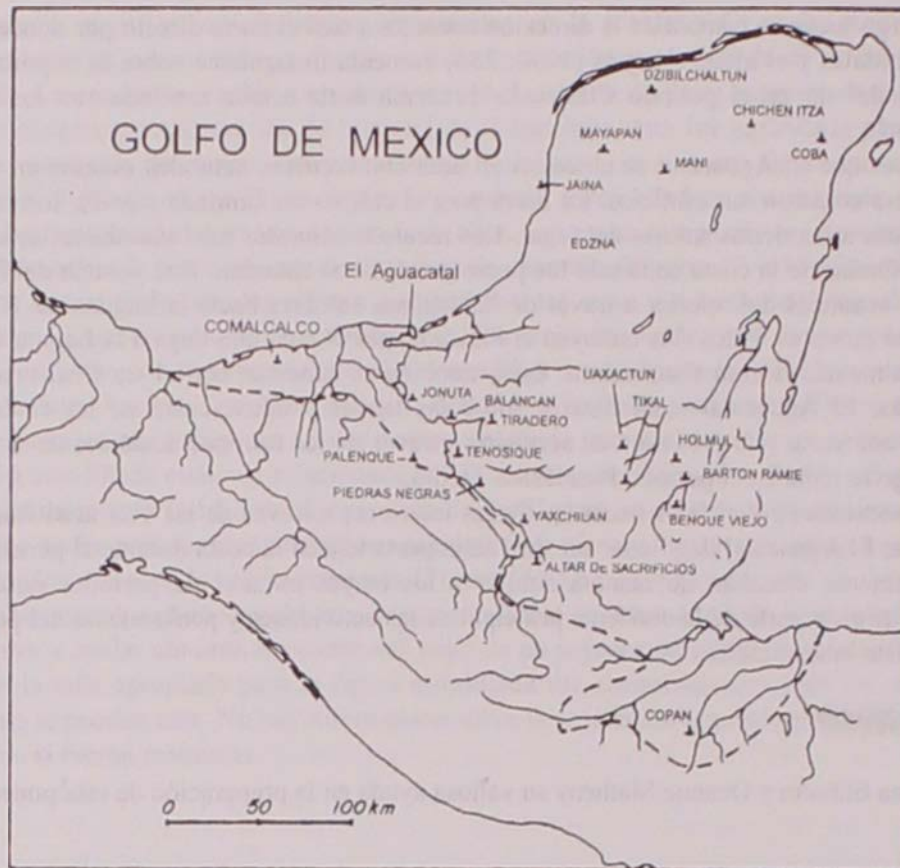 DZIBILCHALTUN
CHICHEN ITZA
GOLFO DE MEXICO
MAYAPAN
COBA
MANI
JAINA
EDZNA
El Aguacatal
COMALCALCO
UAXACTUN
JONUTA
BALANCAN
TIKAL
TIRADERO
HOLMUL
PALENQUE
TENOSIQUE
BARTON RAMIE
PIEDRAS NEGRAS
YAXCHILAN
BENQUE VIEJO
ALTAR DE SACRIFICIOS
COPAN
0 50 100 km